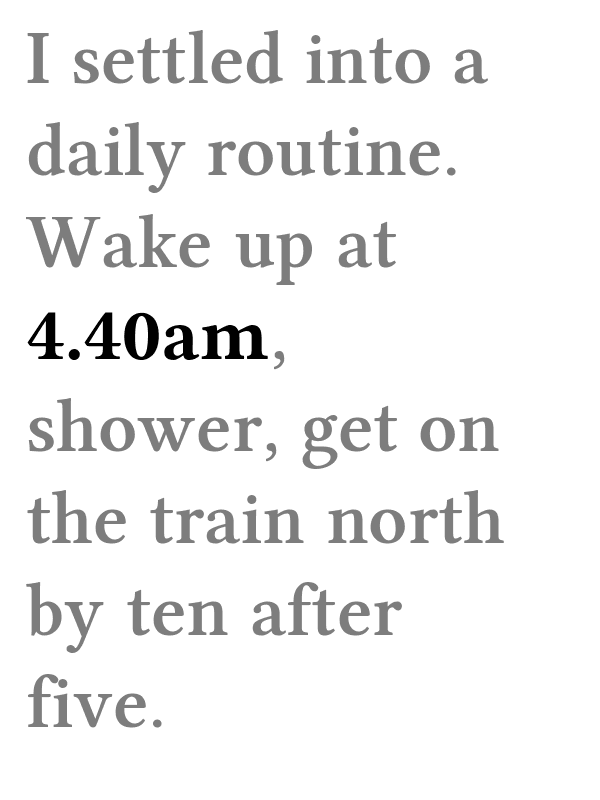 I settled into a
daily routine.
Wake up at
4.40am,
shower, get on
the train north
by ten after
five.